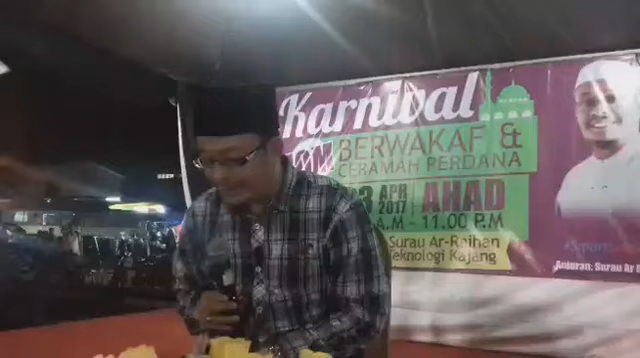 Karnival
BERWAKAF &
CERAMAH PERDANA
APR
2017
AHAD
A.M - 11.00 P.M
Surau Ar-Raihan
Teknologi Kajang
Anjuran: Surau Ar-